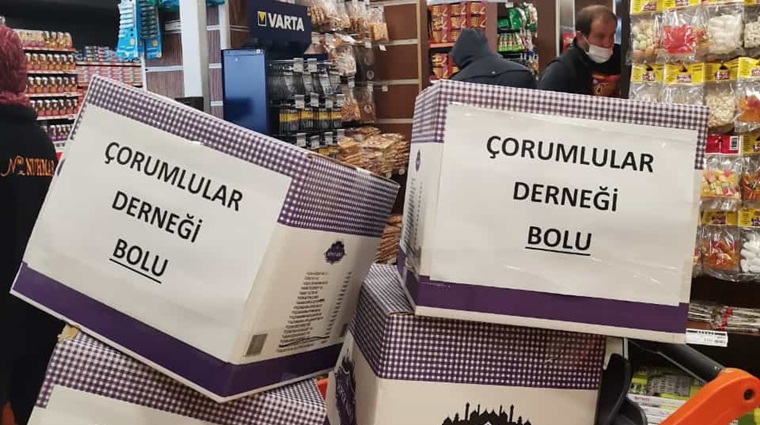 VARTA
ÇORUMLULAR
DERNEĞİ
BOLU
ÇORUMLULAR
DERNEĞİ
BOLU